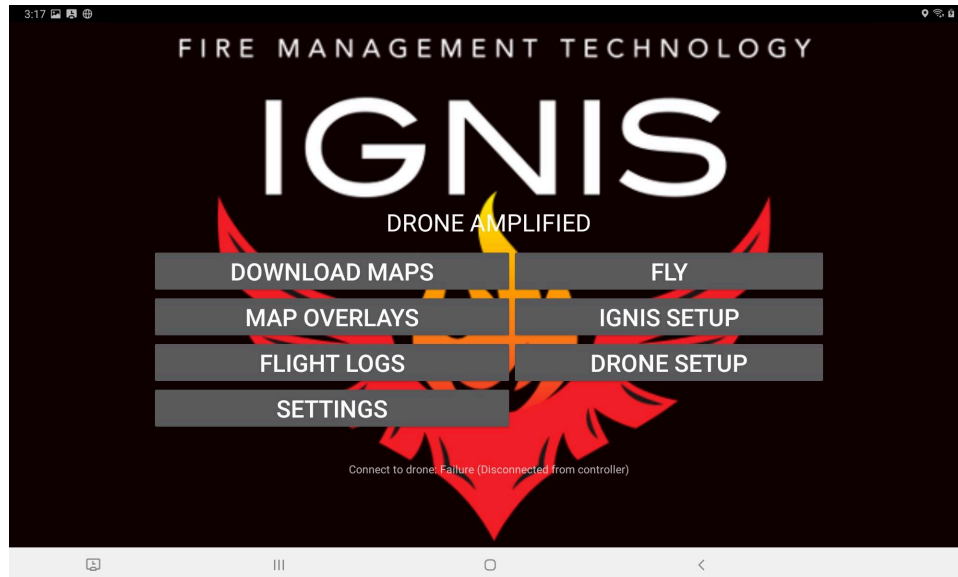 3:17
FIRE MANAGEMENT TECHNOLOGY
IGNIS
DRONE AMPLIFIED
DOWNLOAD MAPS
FLY
MAP OVERLAYS
IGNIS SETUP
FLIGHT LOGS
DRONE SETUP
SETTINGS
Connect to drone: Failure (Disconnected from controller)